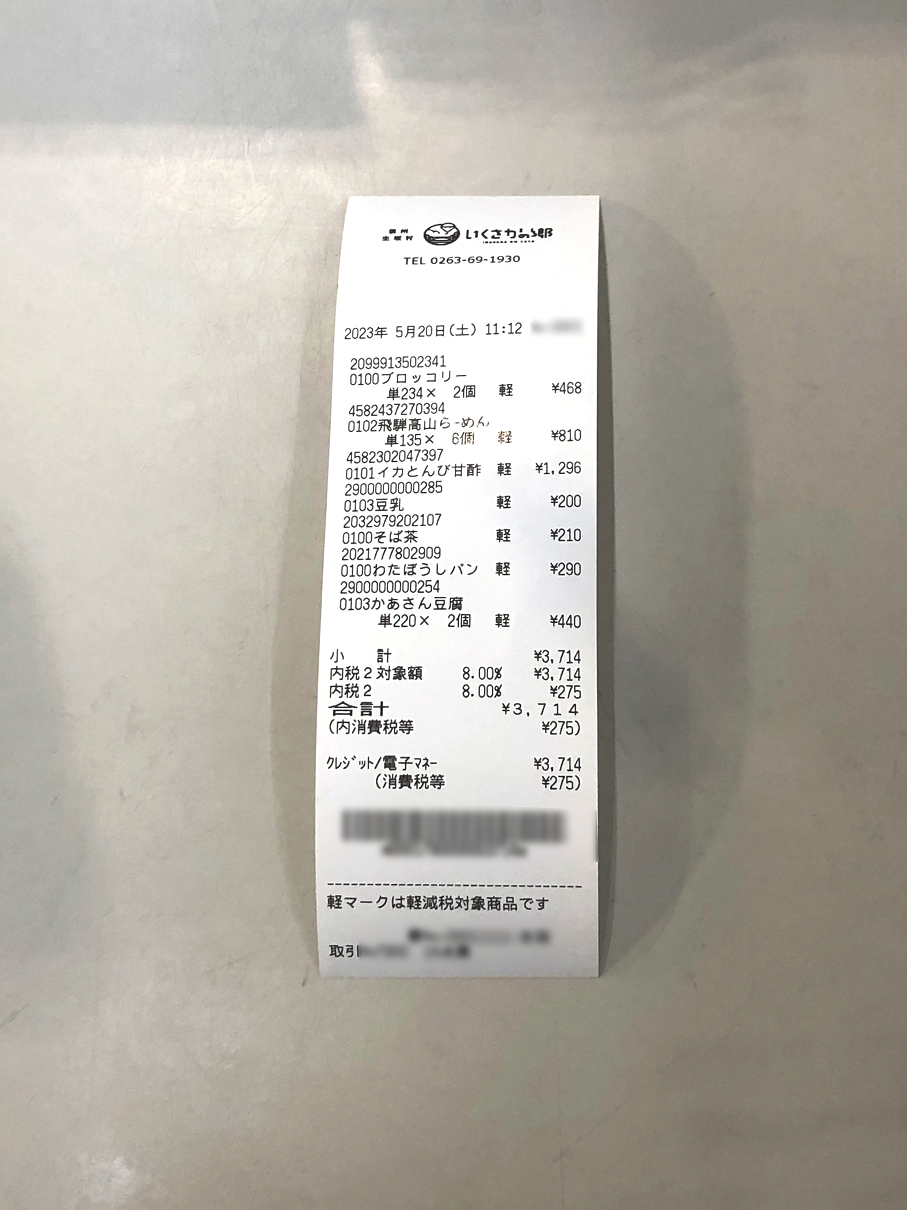 信州
生坂村
いくさかの郷
IKUSAKA NO SATO
TEL 0263-69-1930
2023年 5月20日(土) 11:12
2099913502341
0100ブロッコリー
単234× 2個 軽 ¥468
4582437270394
0102飛騨高山らーめん
単135× 6個 軽 ¥810
4582302047397
0101イカとんび甘酢 軽 ¥1,296
2900000000285
0103豆乳 軽 ¥200
2032979202107
0100そば茶 軽 ¥210
2021777802909
0100わたぼうしパン 軽 ¥290
2900000000254
0103かあさん豆腐
単220× 2個 軽 ¥440
小 計 ¥3,714
内税2対象額 8.00% ¥3,714
内税2 8.00% ¥275
合計 ¥3,714
(内消費税等 ¥275)
クレジット/電子マネー ¥3,714
(消費税等 ¥275)
軽マークは軽減税対象商品です
取引